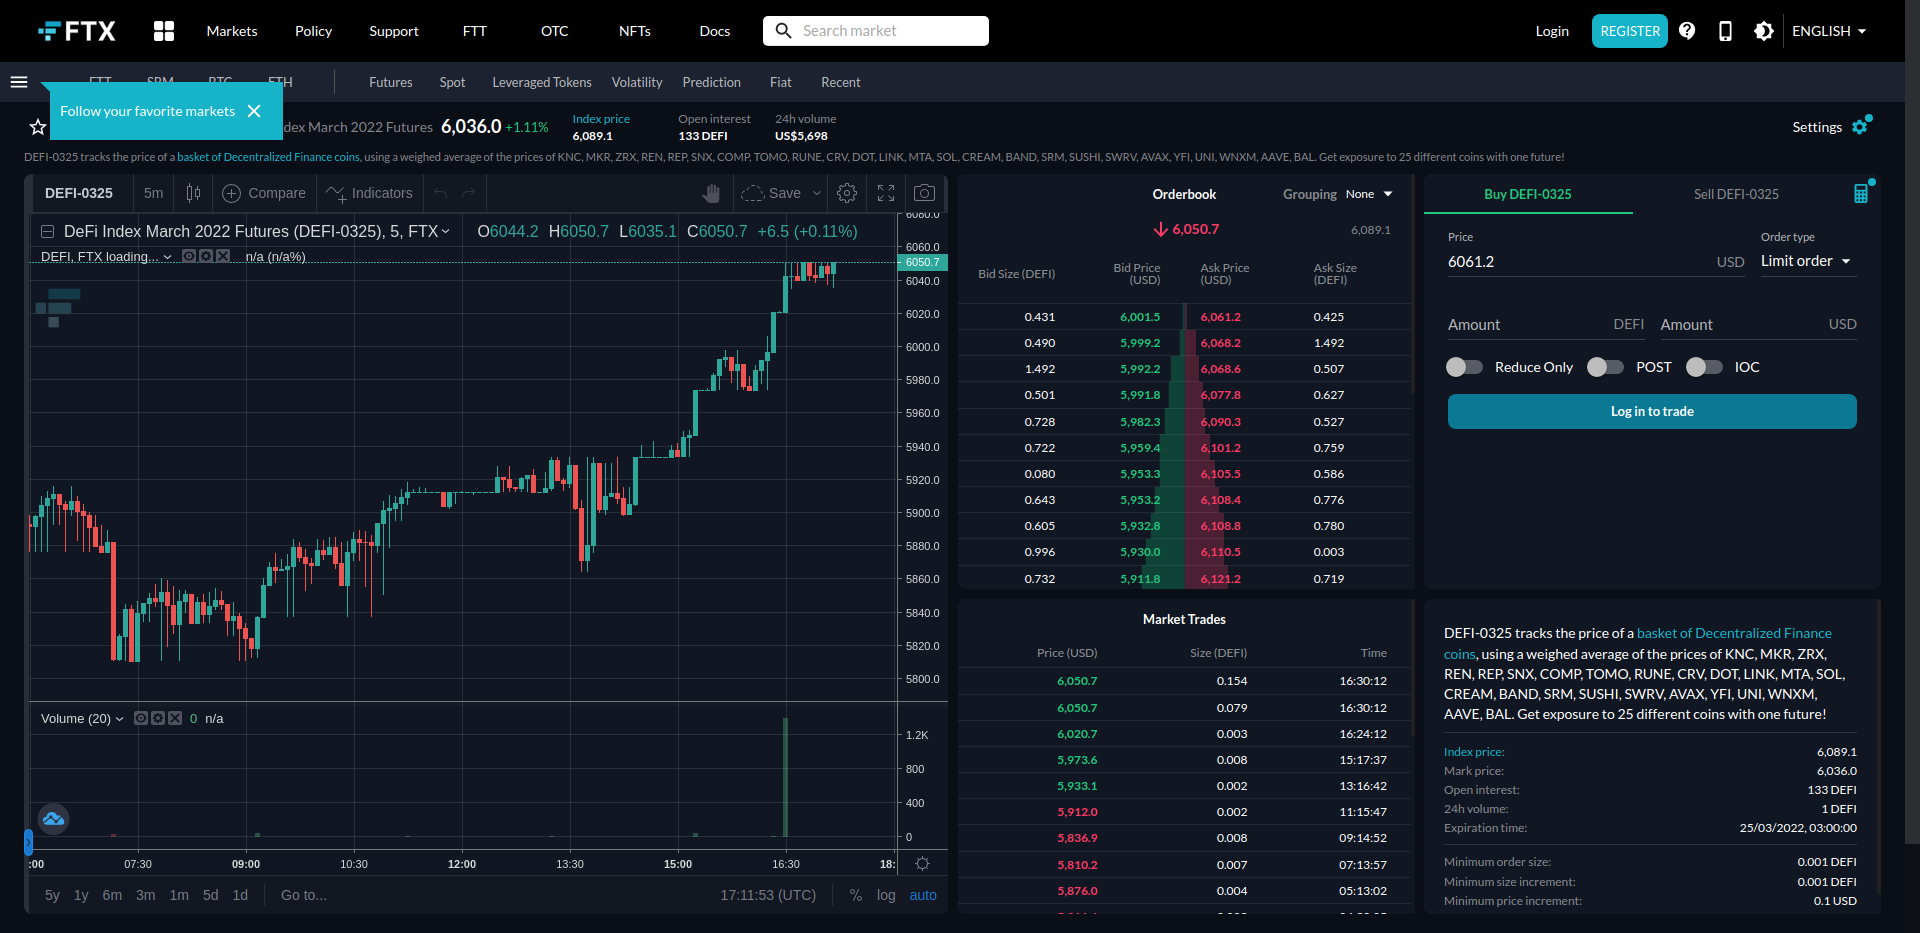 FTX
Markets
Policy
Support
FTT
OTC
NFTs
Docs
Search market
Login
REGISTER
ENGLISH
FTT
SRM
BTC
ETH
Futures
Spot
Leveraged Tokens
Volatility
Prediction
Fiat
Recent
Follow your favorite markets
dex March 2022 Futures
6,036.0 +1.11%
Index price
6,089.1
Open interest
133 DEFI
24h volume
US$5,698
Settings
DEFI-0325 tracks the price of a basket of Decentralized Finance coins, using a weighed average of the prices of KNC, MKR, ZRX, REN, REP, SNX, COMP, TOMO, RUNE, CRV, DOT, LINK, MTA, SOL, CREAM, BAND, SRM, SUSHI, SWRV, AVAX, YFI, UNI, WNXM, AAVE, BAL. Get exposure to 25 different coins with one future!
DEFI-0325
5m
Compare
Indicators
Save
DeFi Index March 2022 Futures (DEFI-0325), 5, FTX
O6044.2 H6050.7 L6035.1 C6050.7 +6.5 (+0.11%)
DEFI, FTX loading...
n/a (n/a%)
6080.0
6060.0
6050.7
6040.0
6020.0
6000.0
5980.0
5960.0
5940.0
5920.0
5900.0
5880.0
5860.0
5840.0
5820.0
5800.0
Volume (20)
0 n/a
1.2K
800
400
0
:00 07:30 09:00 10:30 12:00 13:30 15:00 16:30 18:
5y 1y 6m 3m 1m 5d 1d Go to...
17:11:53 (UTC) % log auto
Orderbook
Grouping None
6,050.7
6,089.1
Bid Size (DEFI)
Bid Price
(USD)
Ask Price
(USD)
Ask Size
(DEFI)
0.431 6,001.5 6,061.2 0.425
0.490 5,999.2 6,068.2 1.492
1.492 5,992.2 6,068.6 0.507
0.501 5,991.8 6,077.8 0.627
0.728 5,982.3 6,090.3 0.527
0.722 5,959.4 6,101.2 0.759
0.080 5,953.3 6,105.5 0.586
0.643 5,953.2 6,108.4 0.776
0.605 5,932.8 6,108.8 0.780
0.996 5,930.0 6,110.5 0.003
0.732 5,911.8 6,121.2 0.719
Market Trades
Price (USD) Size (DEFI) Time
6,050.7 0.154 16:30:12
6,050.7 0.079 16:30:12
6,020.7 0.003 16:24:12
5,973.6 0.008 15:17:37
5,933.1 0.002 13:16:42
5,912.0 0.002 11:15:47
5,836.9 0.008 09:14:52
5,810.2 0.007 07:13:57
5,876.0 0.004 05:13:02
Buy DEFI-0325
Sell DEFI-0325
Price
6061.2 USD
Order type
Limit order
Amount DEFI
Amount USD
Reduce Only
POST
IOC
Log in to trade
DEFI-0325 tracks the price of a basket of Decentralized Finance
coins, using a weighed average of the prices of KNC, MKR, ZRX,
REN, REP, SNX, COMP, TOMO, RUNE, CRV, DOT, LINK, MTA, SOL,
CREAM, BAND, SRM, SUSHI, SWRV, AVAX, YFI, UNI, WNXM,
AAVE, BAL. Get exposure to 25 different coins with one future!
Index price: 6,089.1
Mark price: 6,036.0
Open interest: 133 DEFI
24h volume: 1 DEFI
Expiration time: 25/03/2022, 03:00:00
Minimum order size: 0.001 DEFI
Minimum size increment: 0.001 DEFI
Minimum price increment: 0.1 USD